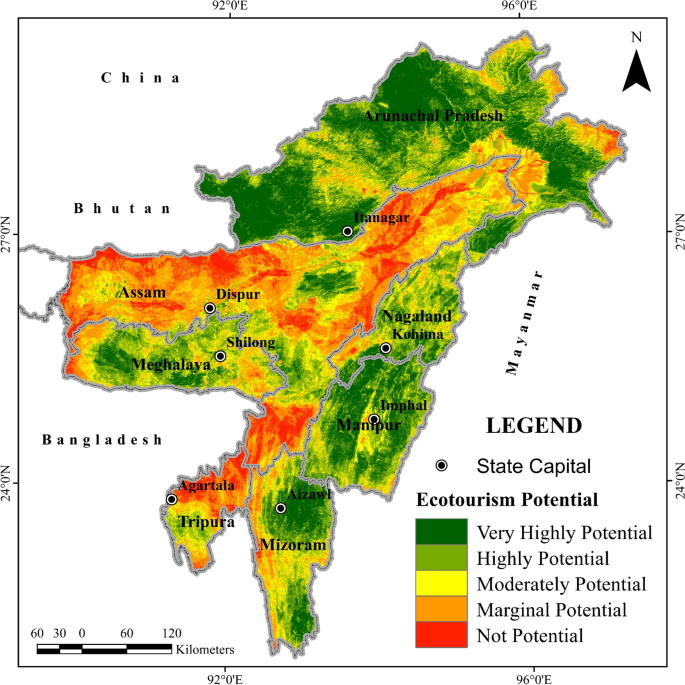 92°0'E 96°0'E
N
China
Arunachal Pradesh
Bhutan
Itanagar
27°0'N 27°0'N
Assam
Dispur
Nagaland
Kohima
Mayanmar
Shilong
Meghalaya
Imphal
Manipur
LEGEND
Bangladesh
State Capital
24°0'N 24°0'N
Agartala
Aizawl
Tripura
Mizoram
Ecotourism Potential
Very Highly Potential
Highly Potential
Moderately Potential
Marginal Potential
Not Potential
60 30 0 60 120
Kilometers
92°0'E 96°0'E